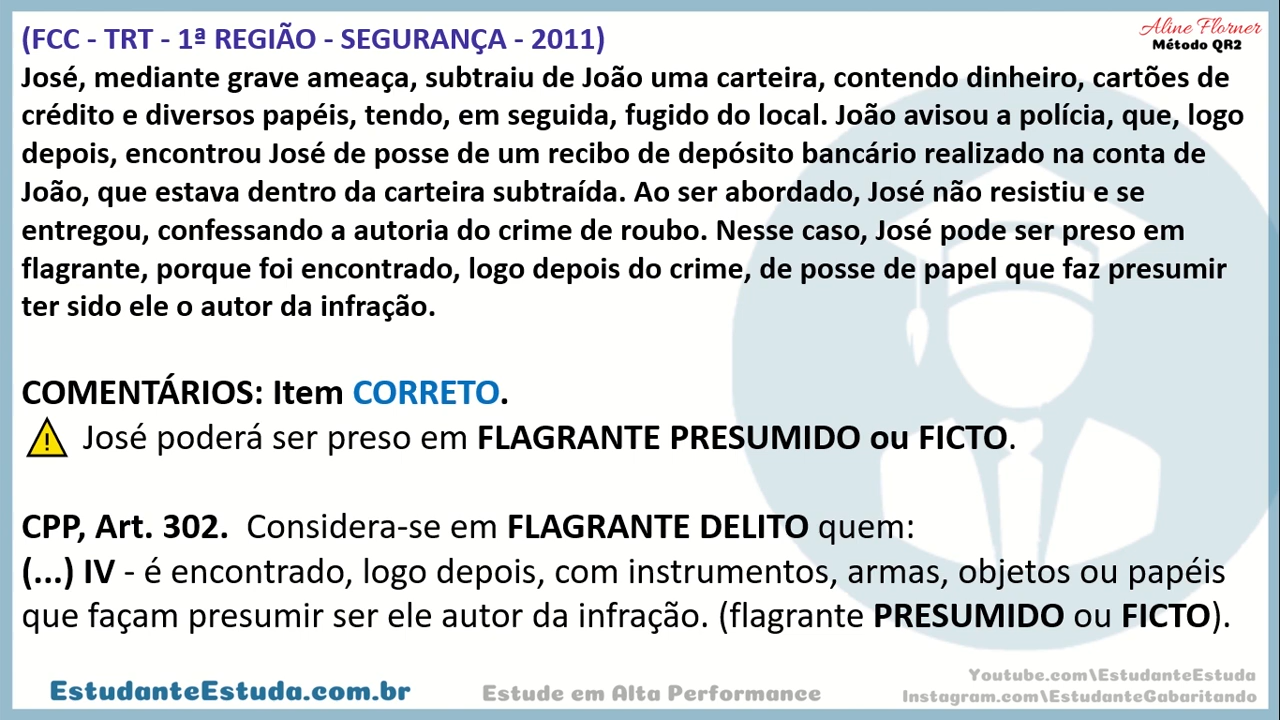 (FCC - TRT - 1ª REGIÃO - SEGURANÇA - 2011)
Aline Florner
Método QR2
José, mediante grave ameaça, subtraiu de João uma carteira, contendo dinheiro, cartões de
crédito e diversos papéis, tendo, em seguida, fugido do local. João avisou a polícia, que, logo
depois, encontrou José de posse de um recibo de depósito bancário realizado na conta de
João, que estava dentro da carteira subtraída. Ao ser abordado, José não resistiu e se
entregou, confessando a autoria do crime de roubo. Nesse caso, José pode ser preso em
flagrante, porque foi encontrado, logo depois do crime, de posse de papel que faz presumir
ter sido ele o autor da infração.
COMENTÁRIOS: Item CORRETO.
José poderá ser preso em FLAGRANTE PRESUMIDO ou FICTO.
CPP, Art. 302. Considera-se em FLAGRANTE DELITO quem:
(...) IV - é encontrado, logo depois, com instrumentos, armas, objetos ou papéis
que façam presumir ser ele autor da infração. (flagrante PRESUMIDO ou FICTO).
EstudanteEstuda.com.br
Estude em Alta Performance
Youtube.com\EstudanteEstuda
Instagram.com\EstudanteGabaritando